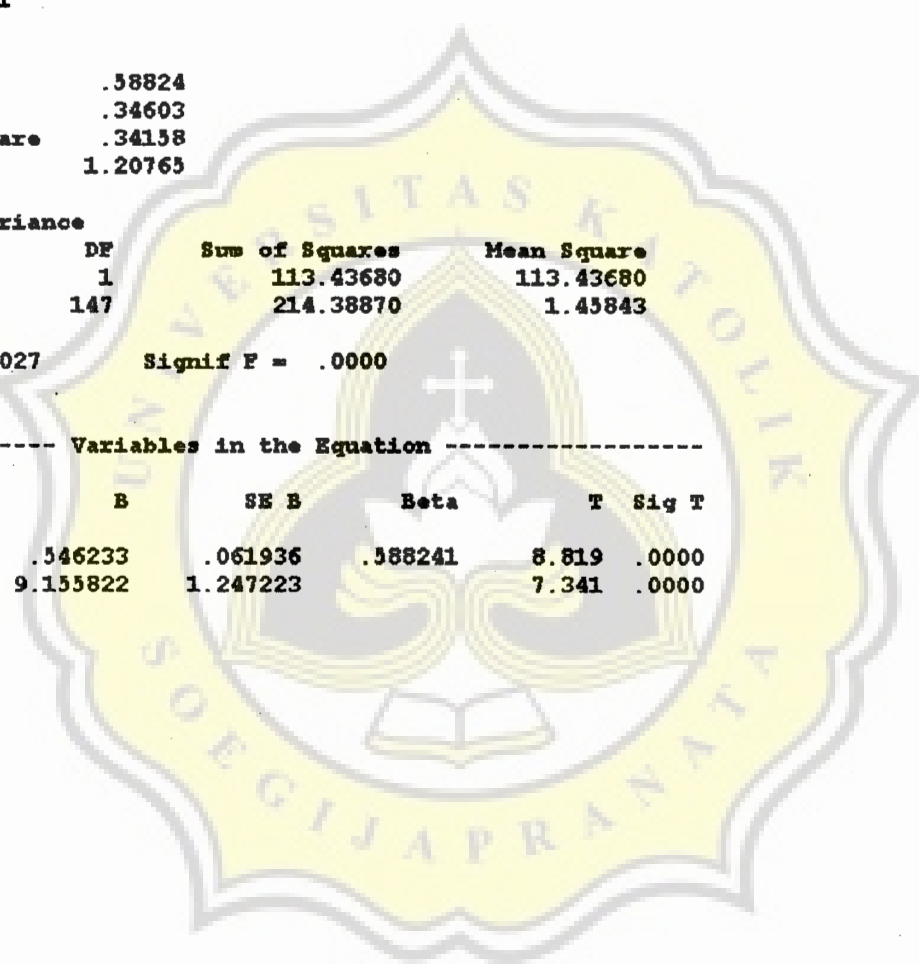 .58824
.34603
are .34158
1.20765
riance
DF Sum of Squares Mean Square
1 113.43680 113.43680
147 214.38870 1.45843
027 Signif F = .0000
---- Variables in the Equation ------------------
B SE B Beta T Sig T
.546233 .061936 .588241 8.819 .0000
9.155822 1.247223 7.341 .0000
UNIVERSITAS KATOLIK
SOEGIJAPRANATA